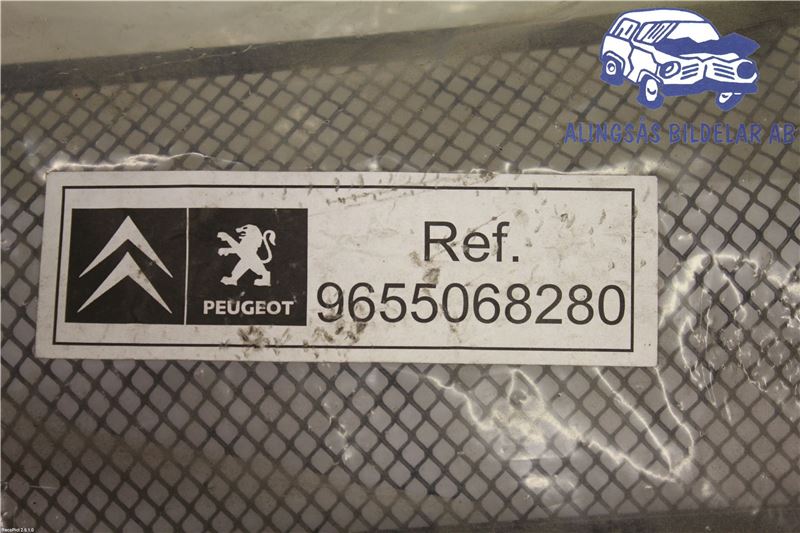 ALINGSÅS BILDELAR AB
Ref.
PEUGEOT
9655068280